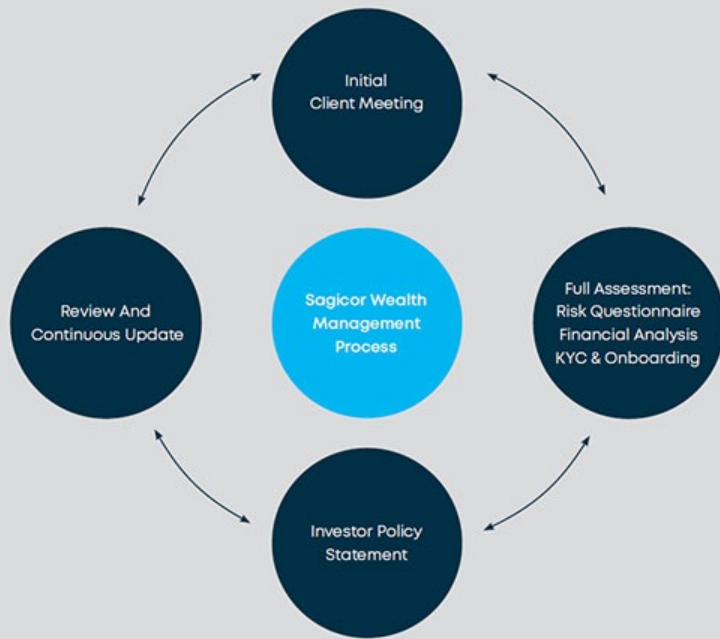 Initial
Client Meeting
Full Assessment:
Risk Questionnaire
Financial Analysis
KYC & Onboarding
Sagicor Wealth
Management
Process
Review And
Continuous Update
Investor Policy
Statement